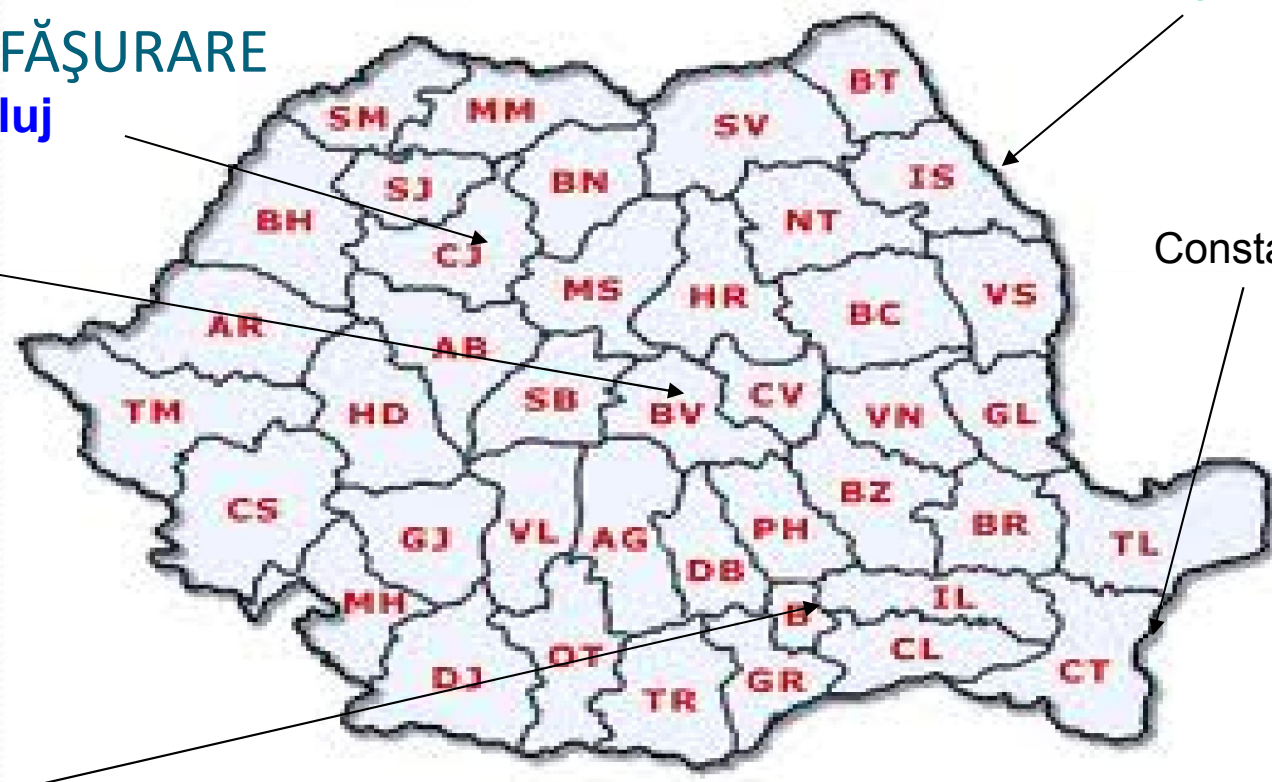 FĂŞURARE
luj
Consta
BT
SM MM SV
SJ BN IS
BH NT
CJ
MS HR VS
AR AB BC
TM HD SB BV CV VN GL
CS GJ VL AG PH BZ BR TL
DB
MH B IL
DJ OT TR GR CL CT